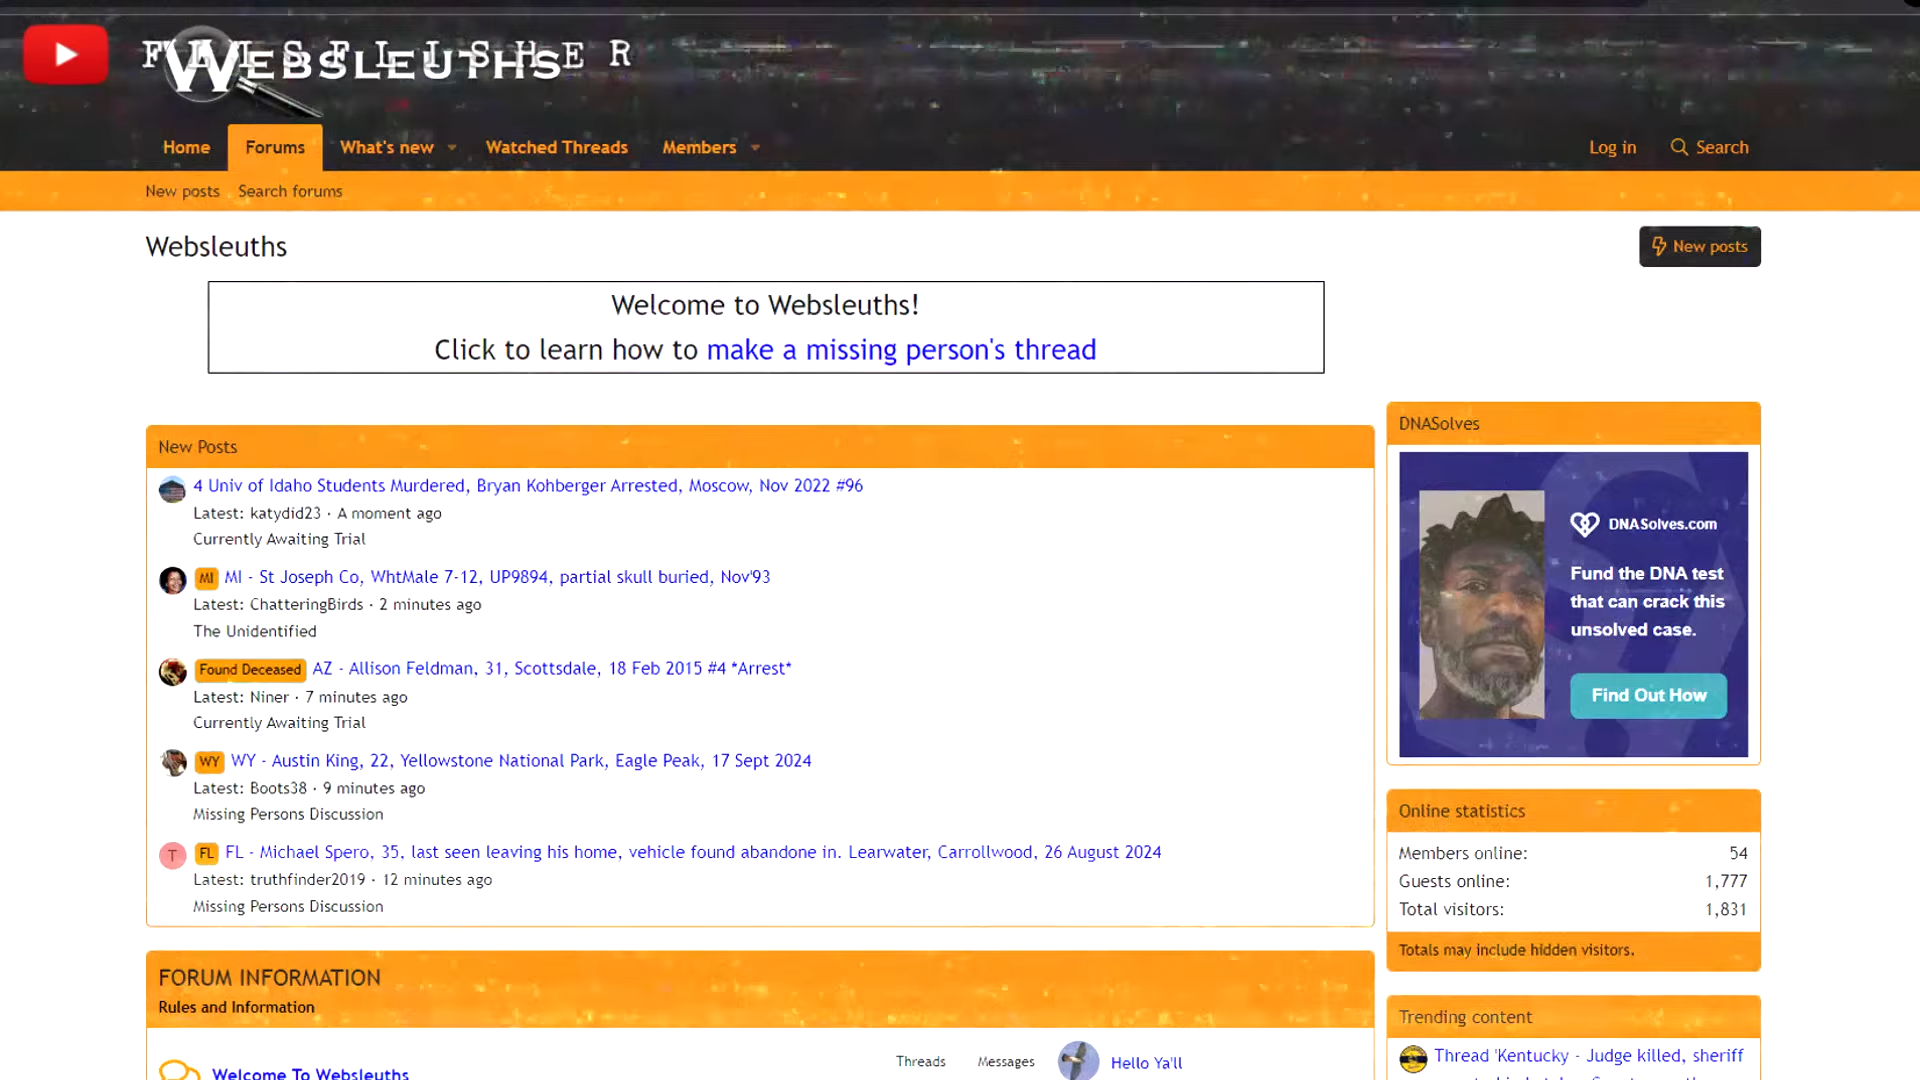 WEBSLEUTHS
Home
Forums
What's new
Watched Threads
Members
Log in
Search
New posts
Search forums
Websleuths
New posts
Welcome to Websleuths!
Click to learn how to make a missing person's thread
New Posts
4 Univ of Idaho Students Murdered, Bryan Kohberger Arrested, Moscow, Nov 2022 #96
Latest: katydid23 · A moment ago
Currently Awaiting Trial
MI MI - St Joseph Co, WhtMale 7-12, UP9894, partial skull buried, Nov'93
Latest: ChatteringBirds · 2 minutes ago
The Unidentified
Found Deceased AZ - Allison Feldman, 31, Scottsdale, 18 Feb 2015 #4 *Arrest*
Latest: Niner · 7 minutes ago
Currently Awaiting Trial
WY WY - Austin King, 22, Yellowstone National Park, Eagle Peak, 17 Sept 2024
Latest: Boots38 · 9 minutes ago
Missing Persons Discussion
T FL FL - Michael Spero, 35, last seen leaving his home, vehicle found abandone in. Learwater, Carrollwood, 26 August 2024
Latest: truthfinder2019 · 12 minutes ago
Missing Persons Discussion
FORUM INFORMATION
Rules and Information
Welcome To Websleuths
Threads
Messages
Hello Ya'll
DNASolves
DNASolves.com
Fund the DNA test
that can crack this
unsolved case.
Find Out How
Online statistics
Members online: 54
Guests online: 1,777
Total visitors: 1,831
Totals may include hidden visitors.
Trending content
Thread 'Kentucky - Judge killed, sheriff